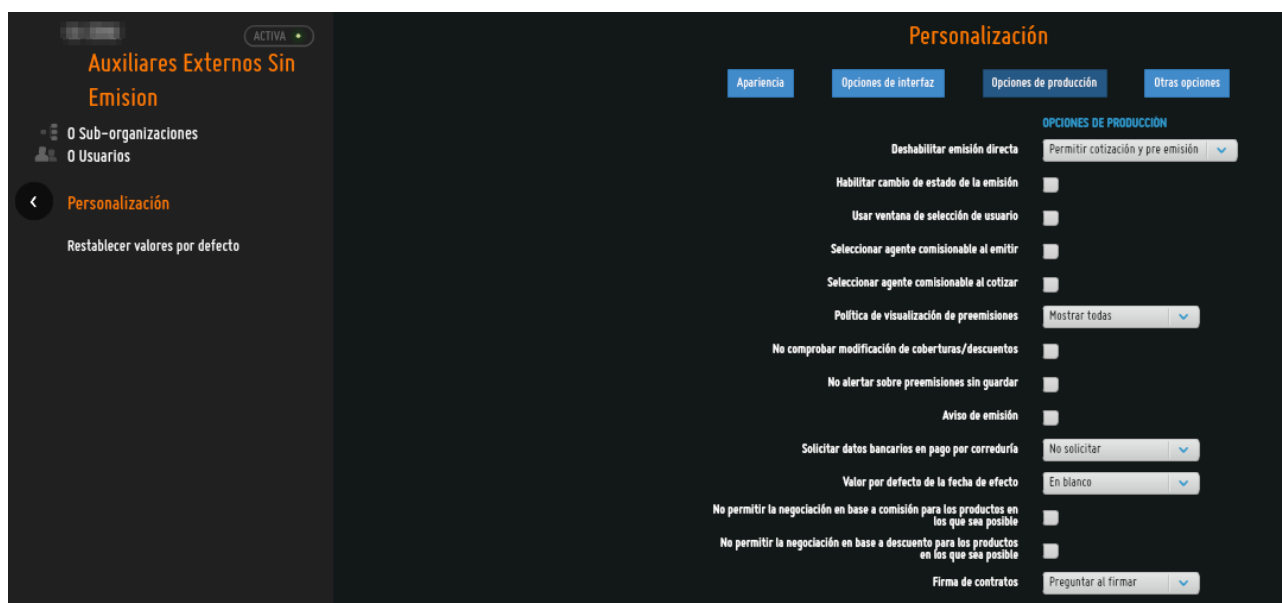 ACTIVA
Auxiliares Externos Sin
Emision
0 Sub-organizaciones
0 Usuarios
Personalización
Restablecer valores por defecto
Personalización
Apariencia
Opciones de interfaz
Opciones de producción
Otras opciones
OPCIONES DE PRODUCCIÓN
Deshabilitar emisión directa
Permitir cotización y pre emisión
Habilitar cambio de estado de la emisión
Usar ventana de selección de usuario
Seleccionar agente comisionable al emitir
Seleccionar agente comisionable al cotizar
Política de visualización de preemisiones
Mostrar todas
No comprobar modificación de coberturas/descuentos
No alertar sobre preemisiones sin guardar
Aviso de emisión
Solicitar datos bancarios en pago por correduría
No solicitar
Valor por defecto de la fecha de efecto
En blanco
No permitir la negociación en base a comisión para los productos en
los que sea posible
No permitir la negociación en base a descuento para los productos
en los que sea posible
Firma de contratos
Preguntar al firmar